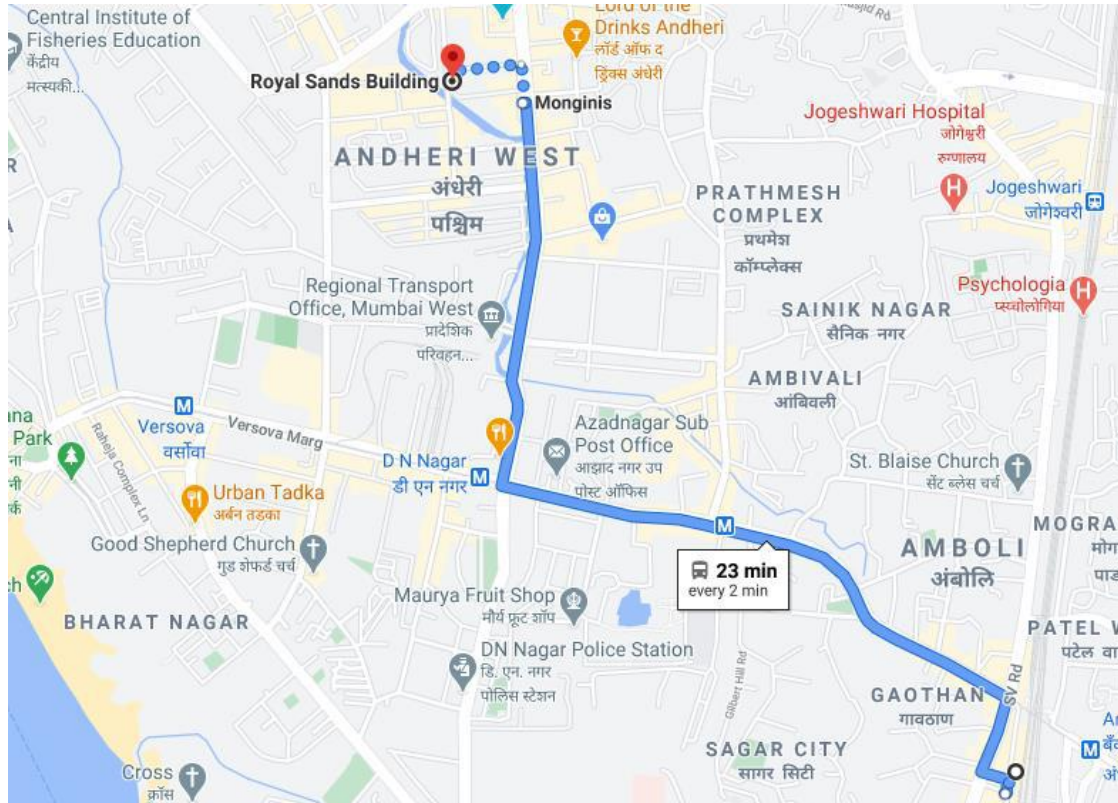 Central Institute of
Fisheries Education
केंद्रीय
मत्स्यकी...
Lord of the
Drinks Andheri
लॉर्ड ऑफ द
ड्रिंक्स अंधेरी
Royal Sands Building
Monginis
Jogeshwari Hospital
जोगेश्वरी
रुग्णालय
ANDHERI WEST
अंधेरी
पश्चिम
PRATHMESH
COMPLEX
प्रथमेश
कॉम्प्लेक्स
Jogeshwari
जोगेश्वरी
Regional Transport
Office, Mumbai West
प्रादेशिक
परिवहन...
Psychologia
प्स्य्चोलोगिया
SAINIK NAGAR
सैनिक नगर
AMBIVALI
आंबिवली
M
Versova
वर्सोवा
Versova Marg
Park
Raheja Complex Ln
Azadnagar Sub
Post Office
आझाद नगर उप
पोस्ट ऑफिस
D N Nagar
डी एन नगर
M
St. Blaise Church
सेंट ब्लेस चर्च
Urban Tadka
अर्बन तडका
M
Good Shepherd Church
गुड शेफर्ड चर्च
AMBOLI
अंबोलि
MOGRA
मोग
पाड
23 min
every 2 min
Maurya Fruit Shop
मौर्य फ्रूट शॉप
BHARAT NAGAR
PATEL
पटेल वा
DN Nagar Police Station
डि. एन. नगर
पोलिस स्टेशन
Gilbert Hill Rd
SV Rd
GAOTHAN
गावठाण
SAGAR CITY
सागर सिटी
M
Cross
क्रॉस